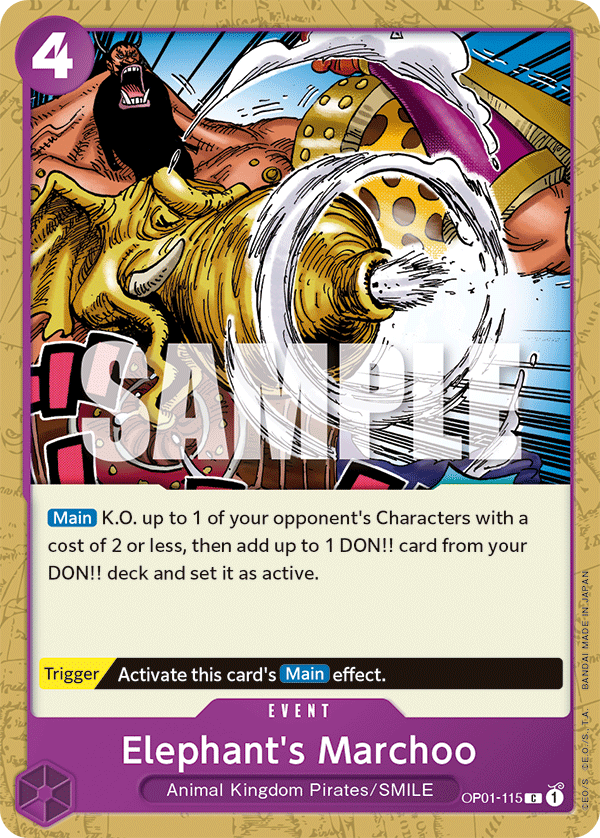 4
SAMPLE
Main K.O. up to 1 of your opponent's Characters with a
cost of 2 or less, then add up to 1 DON!! card from your
DON!! deck and set it as active.
Trigger Activate this card's Main effect.
EVENT
Elephant's Marchoo
Animal Kingdom Pirates/SMILE
OP01-115 C 1
BANDAI MADE IN JAPAN